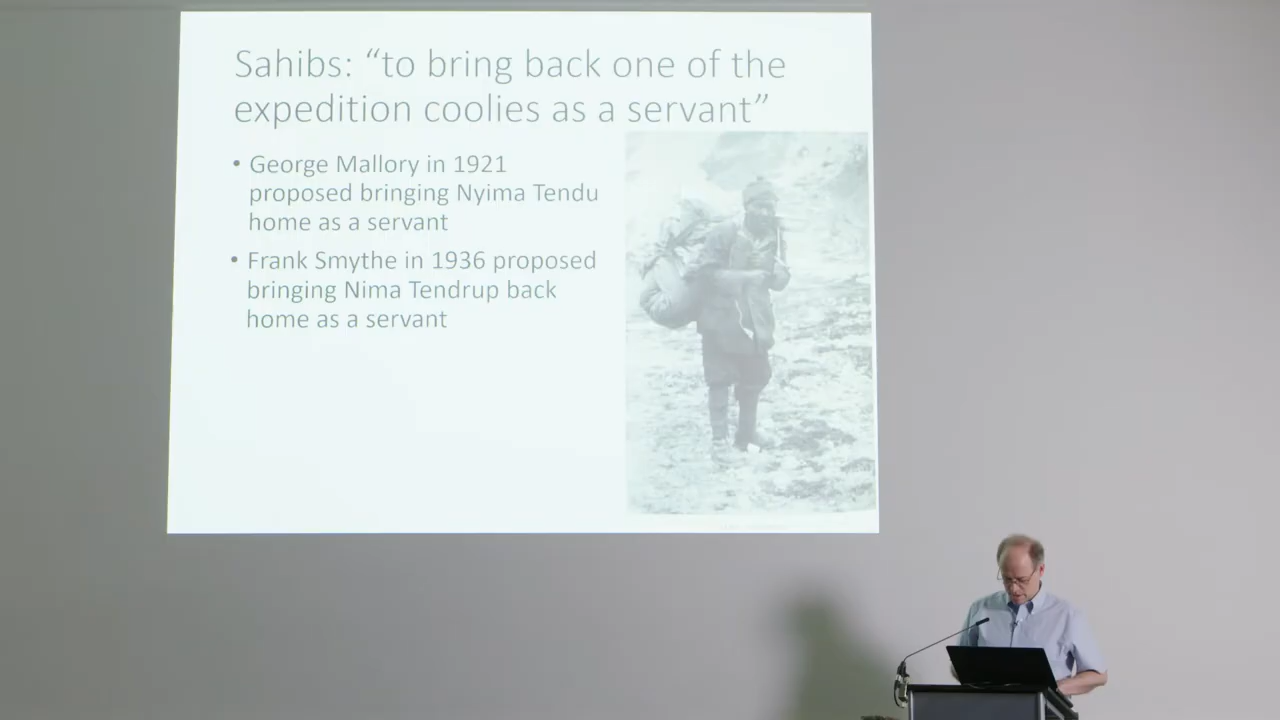 Sahibs: “to bring back one of the
expedition coolies as a servant”
• George Mallory in 1921
proposed bringing Nyima Tendu
home as a servant
• Frank Smythe in 1936 proposed
bringing Nima Tendrup back
home as a servant